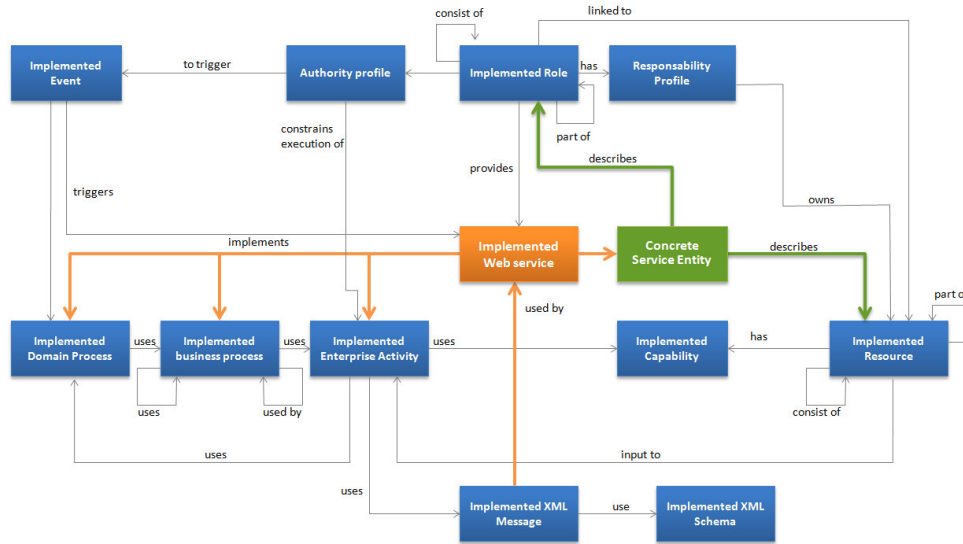 consist of
linked to
Implemented
Event
to trigger
Authority profile
Implemented Role
has
Responsability
Profile
constrains
execution of
part of
describes
provides
triggers
owns
implements
Implemented
Web service
Concrete
Service Entity
describes
used by
part of
Implemented
Domain Process
uses
Implemented
business process
uses
Implemented
Enterprise Activity
uses
Implemented
Capability
has
Implemented
Resource
uses
used by
consist of
uses
input to
uses
Implemented XML
Message
use
Implemented XML
Schema